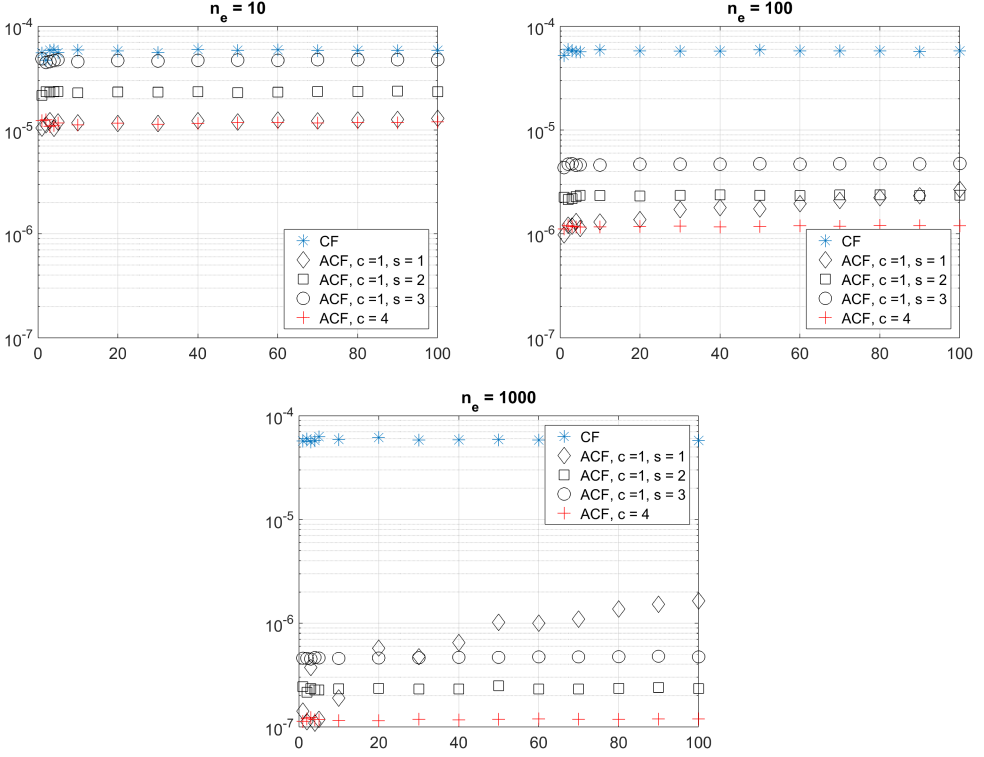 n_e = 10
10^-4
10^-5
10^-6
10^-7
0 20 40 60 80 100
CF
ACF, c =1, s = 1
ACF, c =1, s = 2
ACF, c =1, s = 3
ACF, c = 4
n_e = 100
10^-4
10^-5
10^-6
10^-7
0 20 40 60 80 100
CF
ACF, c =1, s = 1
ACF, c =1, s = 2
ACF, c =1, s = 3
ACF, c = 4
n_e = 1000
10^-4
10^-5
10^-6
10^-7
0 20 40 60 80 100
CF
ACF, c =1, s = 1
ACF, c =1, s = 2
ACF, c =1, s = 3
ACF, c = 4